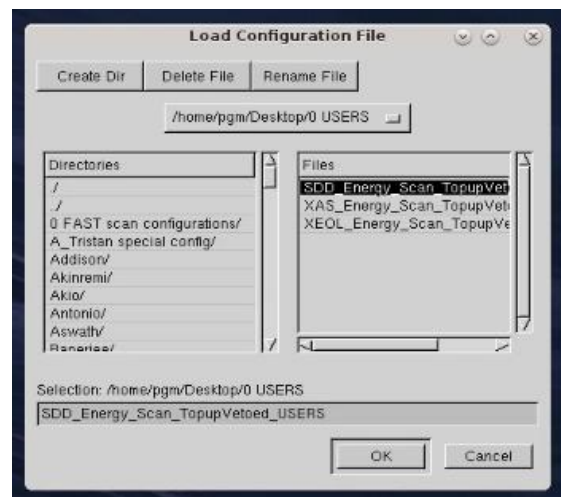 Load Configuration File
Create Dir Delete File Rename File
/home/pgm/Desktop/0 USERS
Directories
/
./
0 FAST scan configurations/
A_Tristan special config/
Addison/
Akinremi/
Akio/
Antonio/
Aswath/
Banerjee/
Files
SDD_Energy_Scan_TopupVet
XAS_Energy_Scan_TopupVet
XEOL_Energy_Scan_TopupVe
Selection: /home/pgm/Desktop/0 USERS
SDD_Energy_Scan_TopupVetoed_USERS
OK Cancel